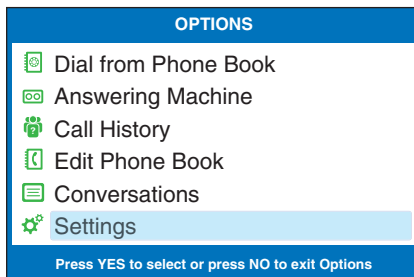 OPTIONS
Dial from Phone Book
Answering Machine
Call History
Edit Phone Book
Conversations
Settings
Press YES to select or press NO to exit Options